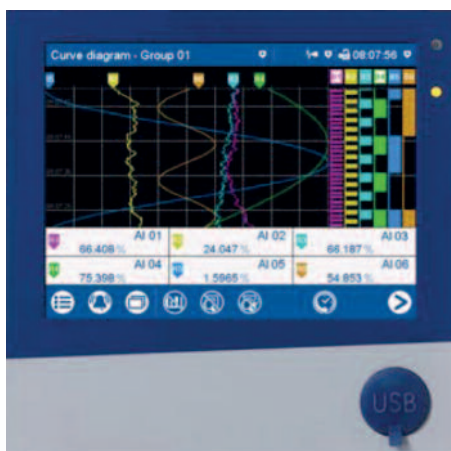 Curve diagram - Group 01
08:07:56
AI 01
AI 02
AI 03
66.408 %
24.047 %
66.187 %
AI 04
AI 05
AI 06
75.398 %
1.5965 %
54.853 %
USB